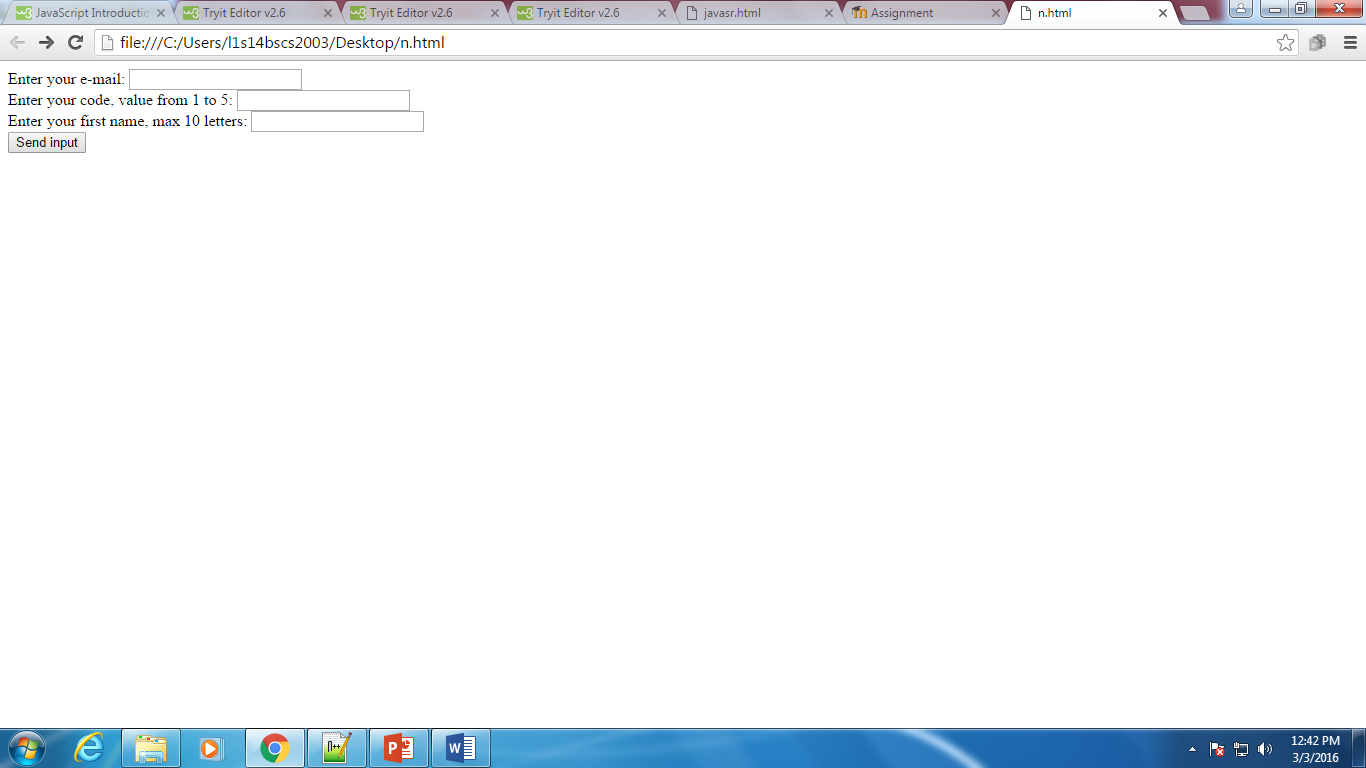 JavaScript Introductic
Tryit Editor v2.6
Tryit Editor v2.6
Tryit Editor v2.6
javasr.html
Assignment
n.html
file:///C:/Users/l1s14bscs2003/Desktop/n.html
Enter your e-mail:
Enter your code, value from 1 to 5:
Enter your first name, max 10 letters:
Send input
12:42 PM
3/3/2016